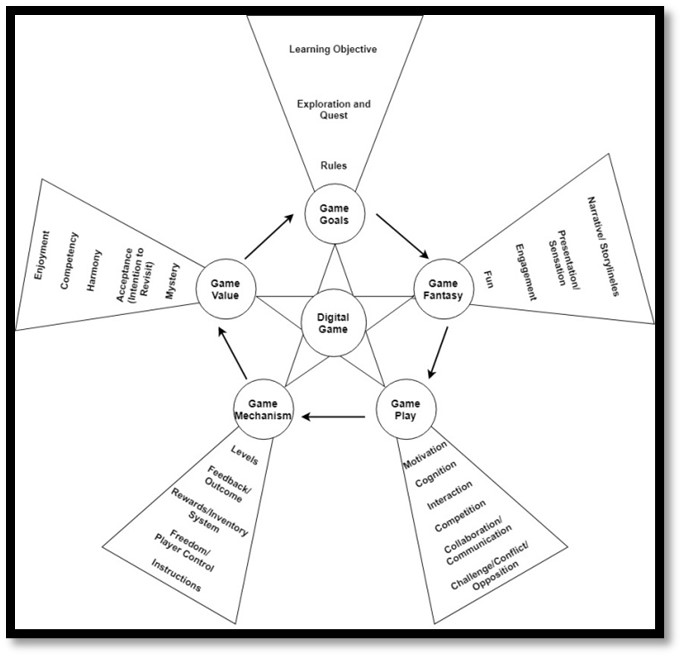 Learning Objective
Exploration and
Quest
Rules
Game
Goals
Narrative/ Storylineles
Presentation/
Sensation
Engagement
Fun
Game
Fantasy
Enjoyment
Competency
Harmony
Acceptance
(Intention to
Revisit)
Mystery
Game
Value
Digital
Game
Game
Mechanism
Levels
Feedback/
Outcome
Rewards/Inventory
System
Freedom/
Player Control
Instructions
Game
Play
Motivation
Cognition
Interaction
Competition
Collaboration/
Communication
Challenge/Conflict/
Opposition